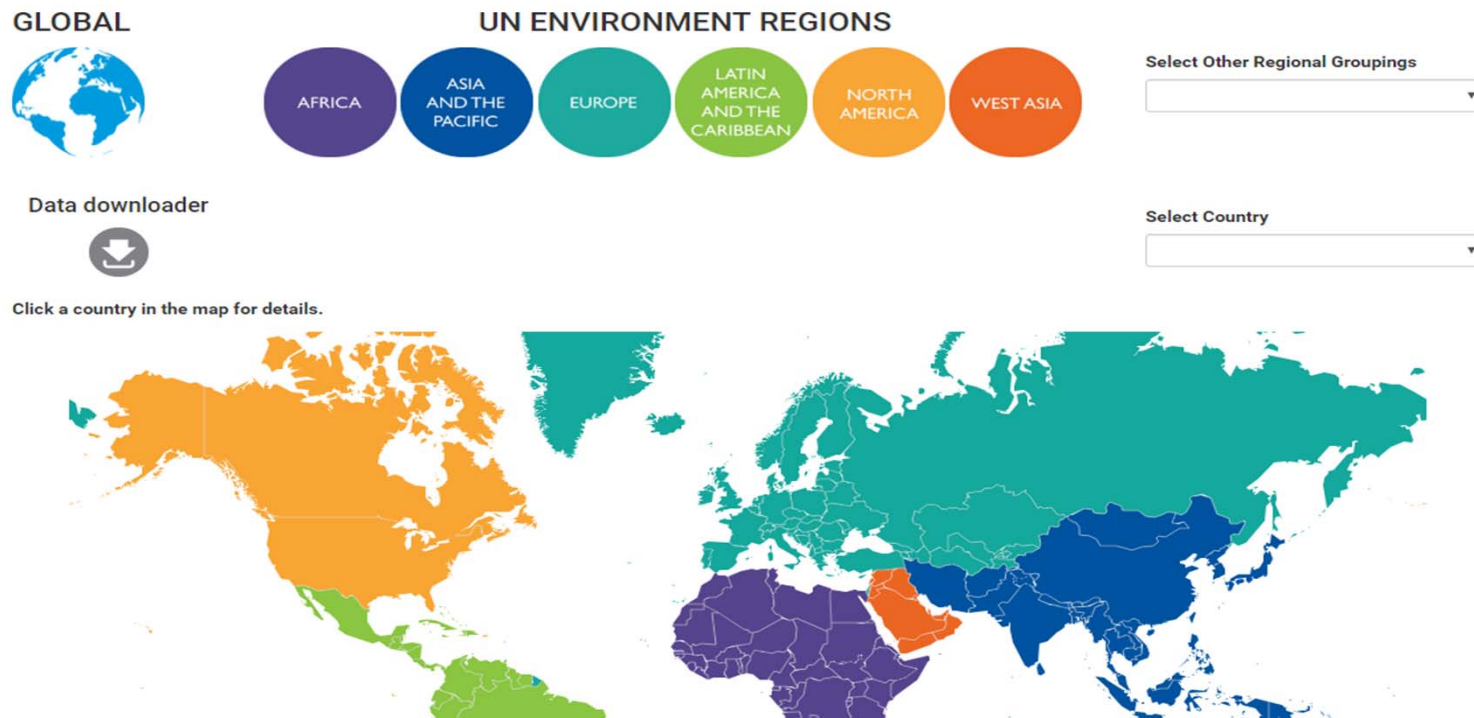 GLOBAL
UN ENVIRONMENT REGIONS
AFRICA
ASIA
AND THE
PACIFIC
EUROPE
LATIN
AMERICA
AND THE
CARIBBEAN
NORTH
AMERICA
WEST ASIA
Select Other Regional Groupings
Data downloader
Select Country
Click a country in the map for details.